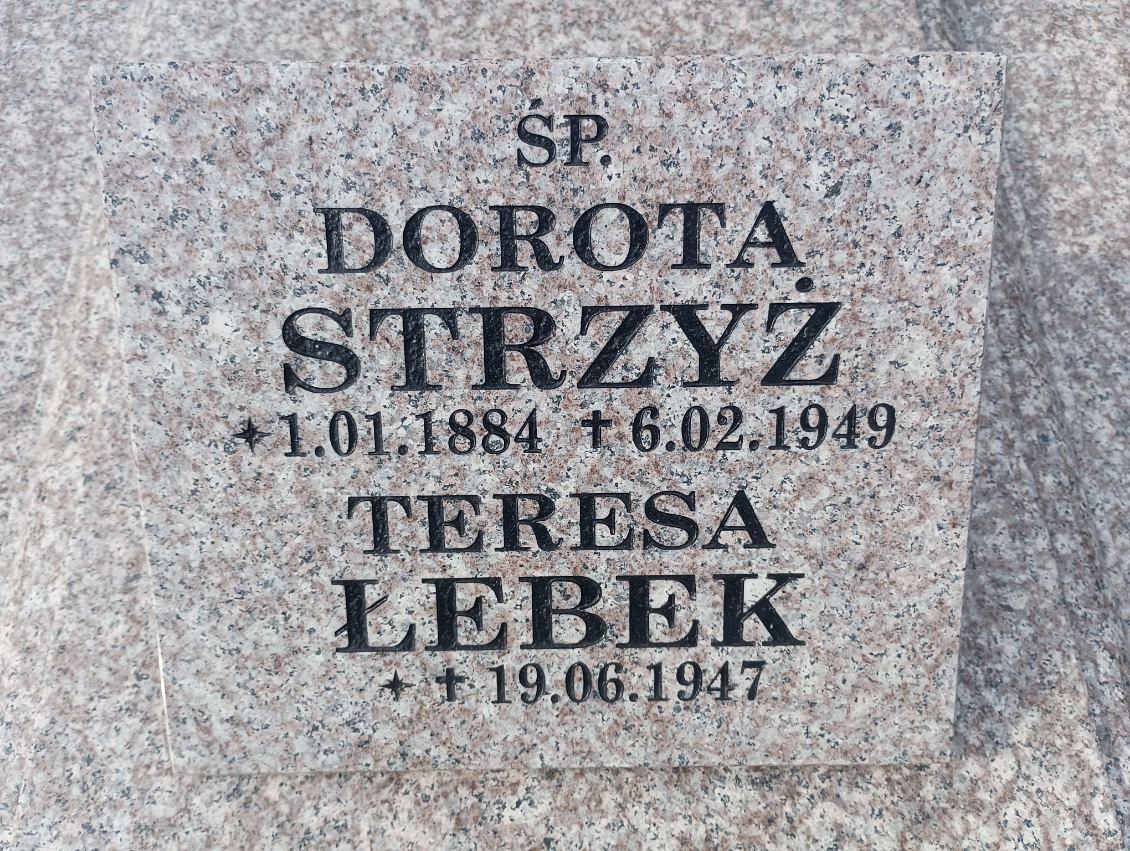 ŚP.
DOROTA
STRZYŻ
✦1.01.1884 ✝6.02.1949
TERESA
ŁEBEK
✦ ✝ 19.06.1947